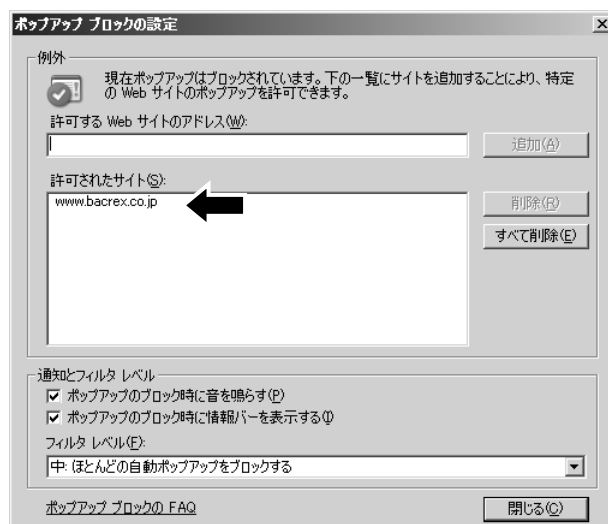 ポップアップ ブロックの設定
例外
現在ポップアップはブロックされています。下の一覧にサイトを追加することにより、特定
の Web サイトのポップアップを許可できます。
許可する Web サイトのアドレス(W):
追加(A)
許可されたサイト(S):
www.bacrex.co.jp
削除(R)
すべて削除(E)
通知とフィルタ レベル
ポップアップのブロック時に音を鳴らす(P)
ポップアップのブロック時に情報バーを表示する(I)
フィルタ レベル(F):
中: ほとんどの自動ポップアップをブロックする
ポップアップ ブロックの FAQ
閉じる(C)